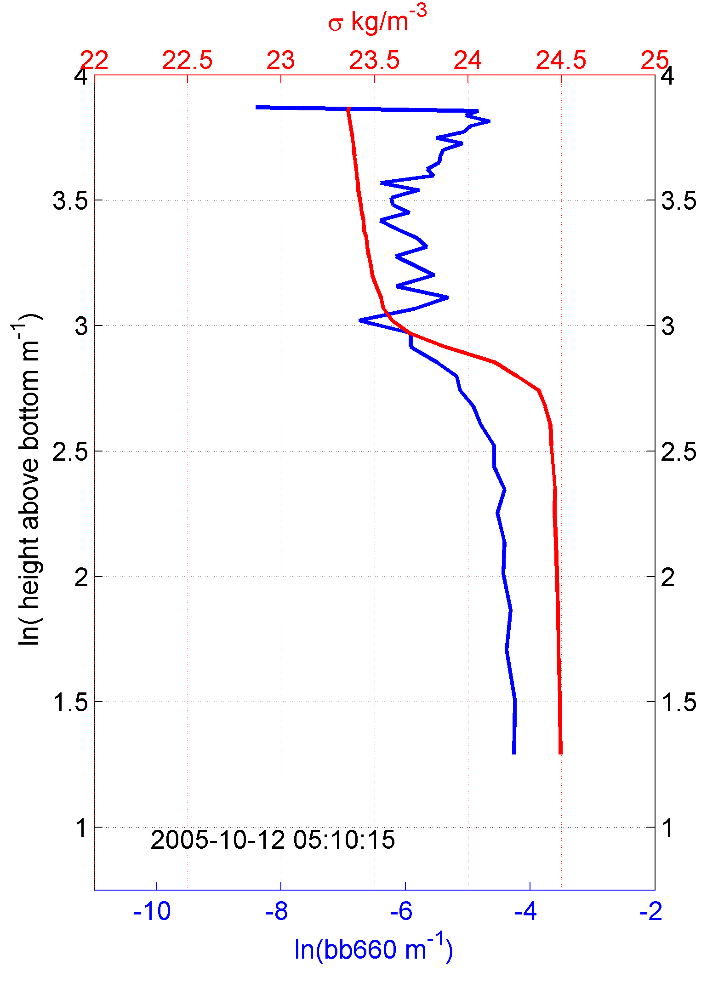 σ kg/m⁻³
22 22.5 23 23.5 24 24.5 25
4 4
3.5 3.5
3 3
2.5 2.5
2 2
1.5 1.5
1 1
ln( height above bottom m⁻¹)
2005-10-12 05:10:15
-10 -8 -6 -4 -2
ln(bb660 m⁻¹)